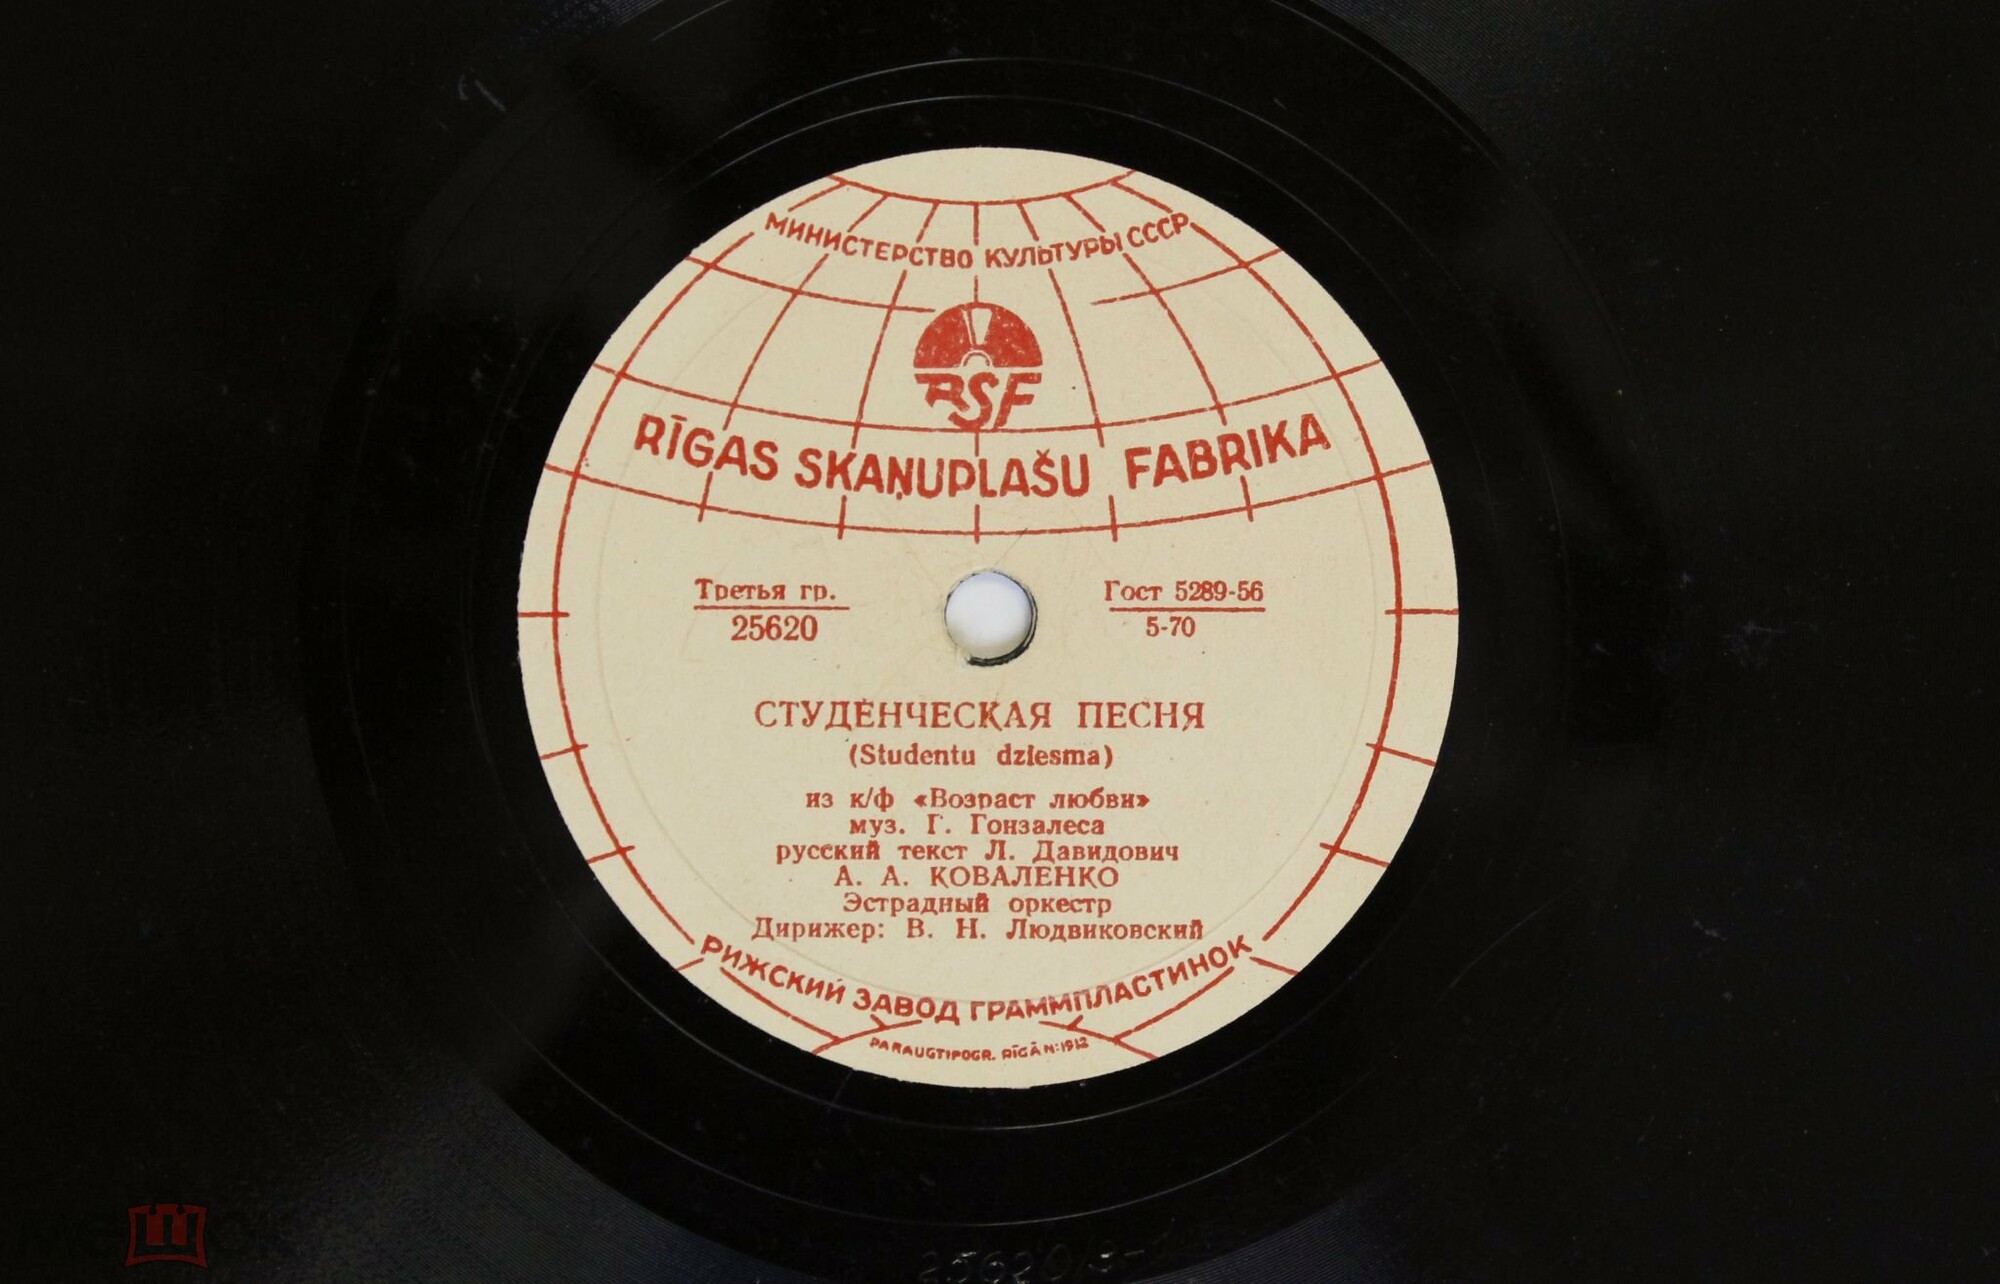 МИНИСТЕРСТВО КУЛЬТУРЫ СССР
RSF
RĪGAS SKAŅUPLAŠU FABRIKA
Третья гр.
25620
Гост 5289-56
5-70
СТУДЕНЧЕСКАЯ ПЕСНЯ
(Studentu dziesma)
из к/ф «Возраст любви»
муз. Г. Гонзалеса
русский текст Л. Давидович
А. А. КОВАЛЕНКО
Эстрадный оркестр
Дирижер: В. Н. Людвиковский
РИЖСКИЙ ЗАВОД ГРАММПЛАСТИНОК
PARAUGTIPOGR. RĪGĀ N:1912